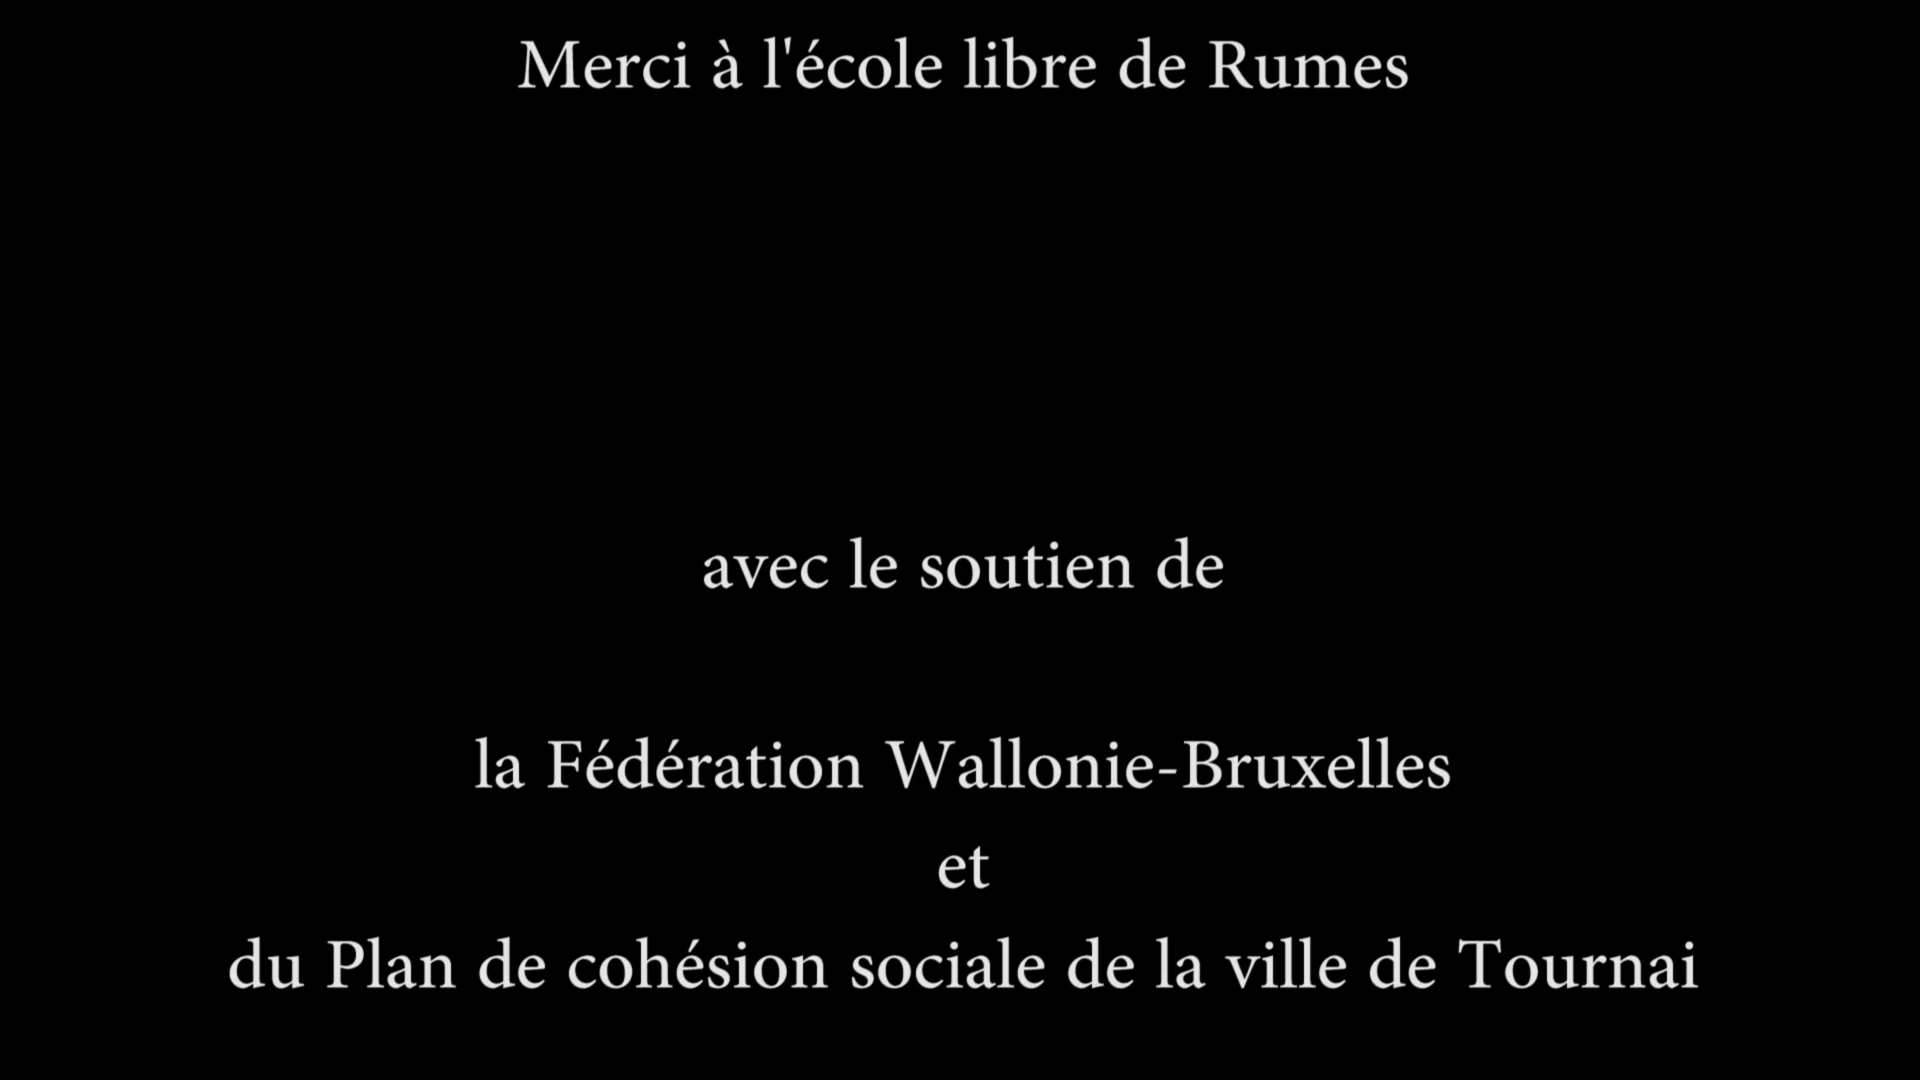 Merci à l'école libre de Rumes
avec le soutien de
la Fédération Wallonie-Bruxelles
et
du Plan de cohésion sociale de la ville de Tournai